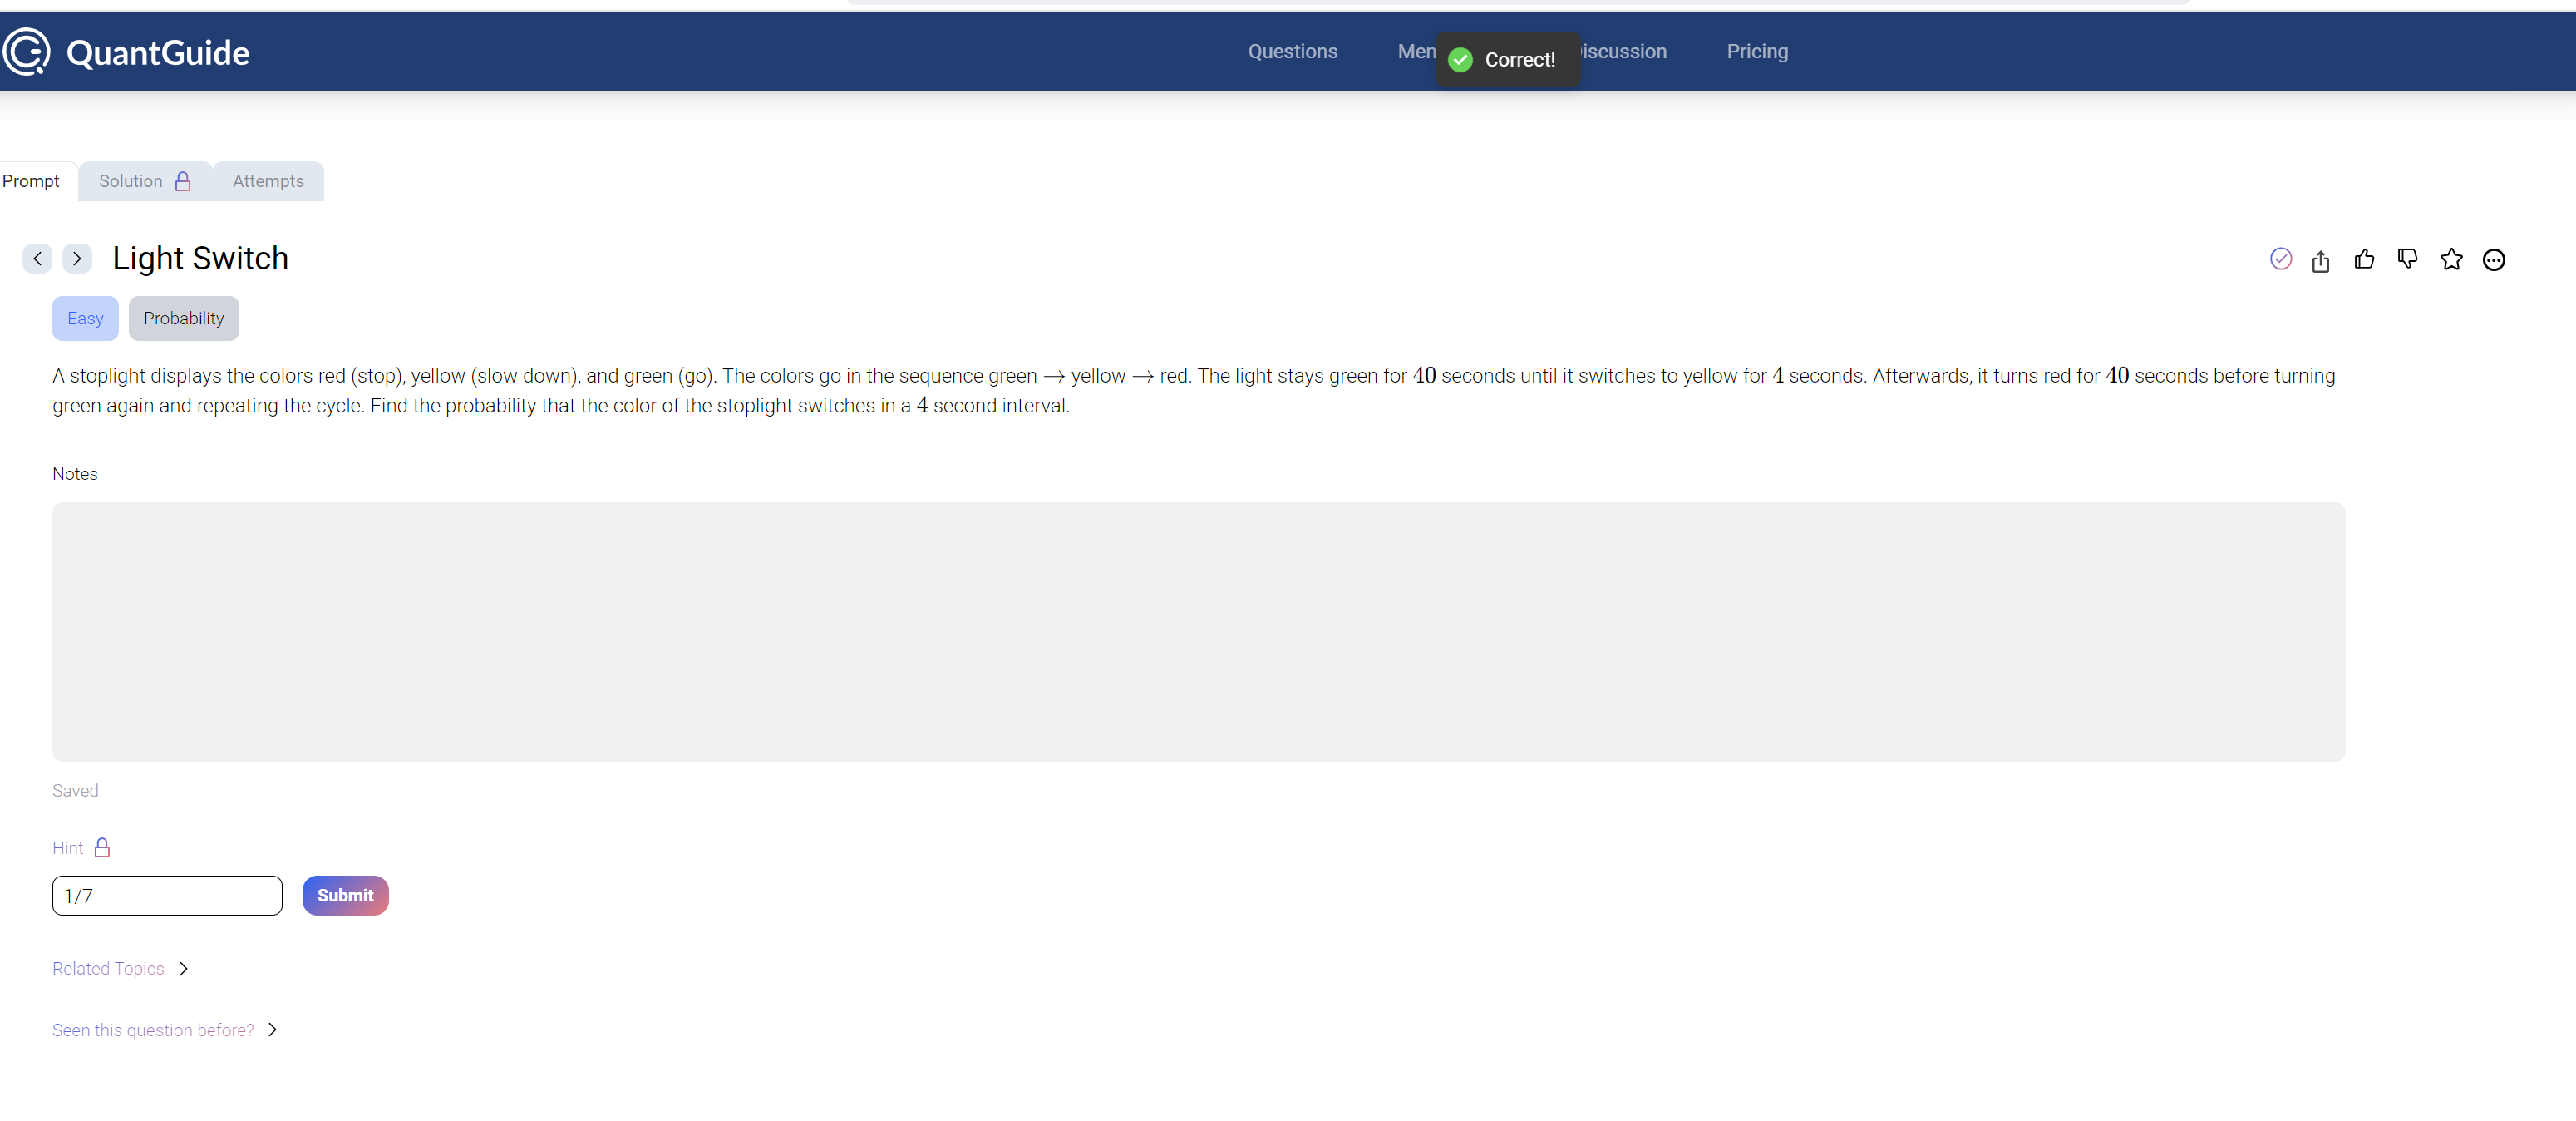 QuantGuide
Questions Men Correct! iscussion Pricing
Prompt Solution Attempts
Light Switch
Easy Probability
A stoplight displays the colors red (stop), yellow (slow down), and green (go). The colors go in the sequence green → yellow → red. The light stays green for 40 seconds until it switches to yellow for 4 seconds. Afterwards, it turns red for 40 seconds before turning
green again and repeating the cycle. Find the probability that the color of the stoplight switches in a 4 second interval.
Notes
Saved
Hint
1/7 Submit
Related Topics
Seen this question before?